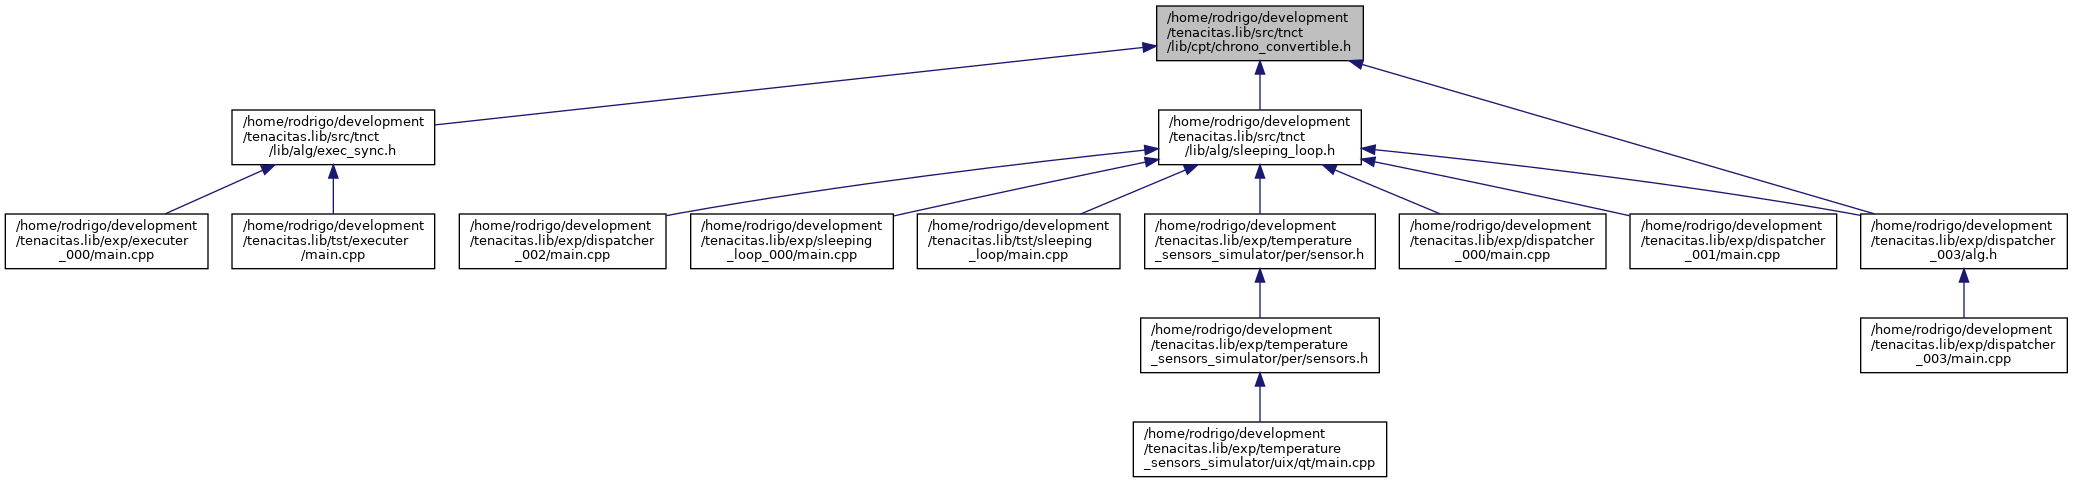 /home/rodrigo/development
/tenacitas.lib/src/tnct
/lib/cpt/chrono_convertible.h
/home/rodrigo/development
/tenacitas.lib/src/tnct
/lib/alg/exec_sync.h
/home/rodrigo/development
/tenacitas.lib/src/tnct
/lib/alg/sleeping_loop.h
/home/rodrigo/development
/tenacitas.lib/exp/executer
_000/main.cpp
/home/rodrigo/development
/tenacitas.lib/tst/executer
/main.cpp
/home/rodrigo/development
/tenacitas.lib/exp/dispatcher
_002/main.cpp
/home/rodrigo/development
/tenacitas.lib/exp/sleeping
_loop_000/main.cpp
/home/rodrigo/development
/tenacitas.lib/tst/sleeping
_loop/main.cpp
/home/rodrigo/development
/tenacitas.lib/exp/temperature
_sensors_simulator/per/sensor.h
/home/rodrigo/development
/tenacitas.lib/exp/dispatcher
_000/main.cpp
/home/rodrigo/development
/tenacitas.lib/exp/dispatcher
_001/main.cpp
/home/rodrigo/development
/tenacitas.lib/exp/dispatcher
_003/alg.h
/home/rodrigo/development
/tenacitas.lib/exp/temperature
_sensors_simulator/per/sensors.h
/home/rodrigo/development
/tenacitas.lib/exp/dispatcher
_003/main.cpp
/home/rodrigo/development
/tenacitas.lib/exp/temperature
_sensors_simulator/uix/qt/main.cpp